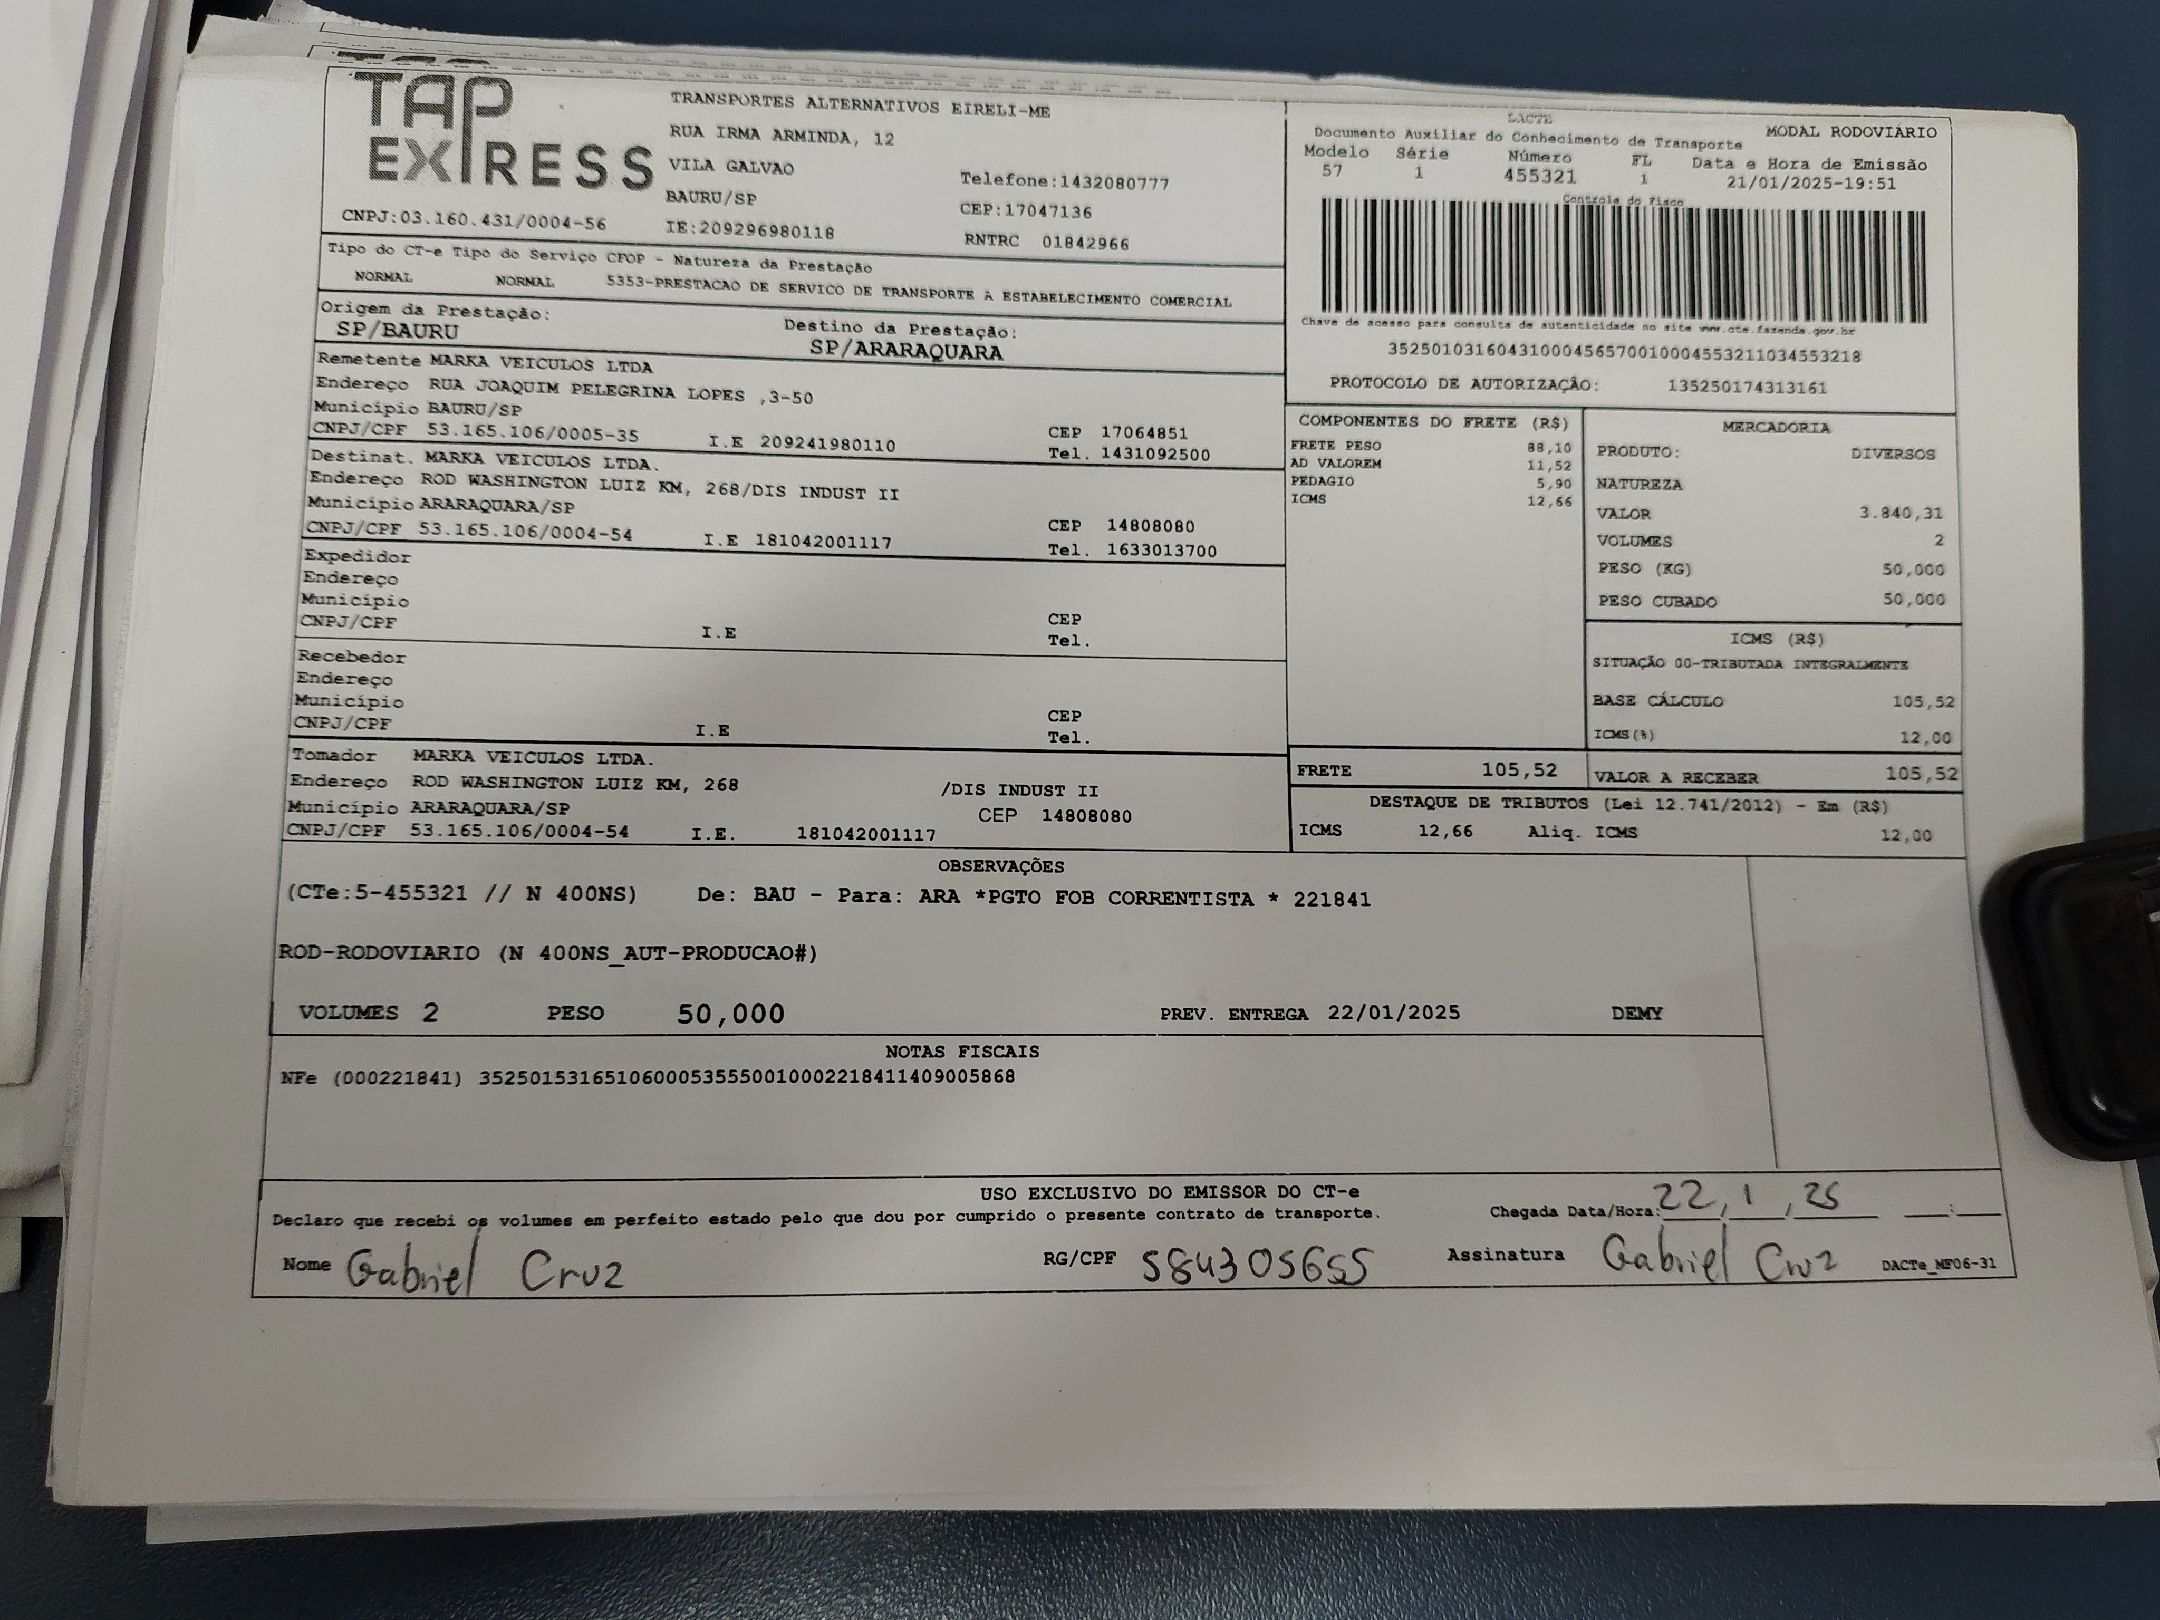 TAP
EXPRESS
CNPJ:03.160.431/0004-56
TRANSPORTES ALTERNATIVOS EIRELI-ME
RUA IRMA ARMINDA, 12
VILA GALVAO
BAURU/SP
IE:209296980118
Telefone:1432080777
CEP:17047136
RNTRC 01842966
DACTE
Documento Auxiliar do Conhecimento de Transporte
MODAL RODOVIÁRIO
Modelo Série Número FL Data e Hora de Emissão
57 1 455321 1 21/01/2025-19:51
Controle do Fisco
Chave de acesso para consulta de autenticidade no site www.cte.fazenda.gov.br
35250103160431000456570010004553211034553218
PROTOCOLO DE AUTORIZAÇÃO: 135250174313161
Tipo do CT-e Tipo do Serviço CFOP - Natureza da Prestação
NORMAL NORMAL 5353-PRESTACAO DE SERVICO DE TRANSPORTE A ESTABELECIMENTO COMERCIAL
Origem da Prestação:
SP/BAURU
Destino da Prestação:
SP/ARARAQUARA
Remetente MARKA VEICULOS LTDA
Endereço RUA JOAQUIM PELEGRINA LOPES ,3-50
Município BAURU/SP
CNPJ/CPF 53.165.106/0005-35 I.E 209241980110
CEP 17064851
Tel. 1431092500
Destinat. MARKA VEICULOS LTDA.
Endereço ROD WASHINGTON LUIZ KM, 268/DIS INDUST II
Município ARARAQUARA/SP
CNPJ/CPF 53.165.106/0004-54 I.E 181042001117
CEP 14808080
Tel. 1633013700
Expedidor
Endereço
Município
CNPJ/CPF I.E
CEP
Tel.
Recebedor
Endereço
Município
CNPJ/CPF I.E
CEP
Tel.
Tomador MARKA VEICULOS LTDA.
Endereço ROD WASHINGTON LUIZ KM, 268 /DIS INDUST II
Município ARARAQUARA/SP CEP 14808080
CNPJ/CPF 53.165.106/0004-54 I.E. 181042001117
COMPONENTES DO FRETE (R$)
FRETE PESO 88,10
AD VALOREM 11,52
PEDAGIO 5,90
ICMS 12,66
MERCADORIA
PRODUTO: DIVERSOS
NATUREZA
VALOR 3.840,31
VOLUMES 2
PESO (KG) 50,000
PESO CUBADO 50,000
ICMS (R$)
SITUAÇÃO 00-TRIBUTADA INTEGRALMENTE
BASE CÁLCULO 105,52
ICMS(%) 12,00
FRETE 105,52
VALOR A RECEBER 105,52
DESTAQUE DE TRIBUTOS (Lei 12.741/2012) - Em (R$)
ICMS 12,66 Aliq. ICMS 12,00
OBSERVAÇÕES
(CTe:5-455321 // N 400NS) De: BAU - Para: ARA *PGTO FOB CORRENTISTA * 221841
ROD-RODOVIARIO (N 400NS_AUT-PRODUCAO#)
VOLUMES 2 PESO 50,000 PREV. ENTREGA 22/01/2025 DEMY
NOTAS FISCAIS
NFe (000221841) 35250153165106000535550010002218411409005868
USO EXCLUSIVO DO EMISSOR DO CT-e
Declaro que recebi os volumes em perfeito estado pelo que dou por cumprido o presente contrato de transporte.
Chegada Data/Hora: 22, 1 , 25 __:__
Nome Gabriel Cruz RG/CPF 584305655 Assinatura Gabriel Cruz DACTe_MF06-31